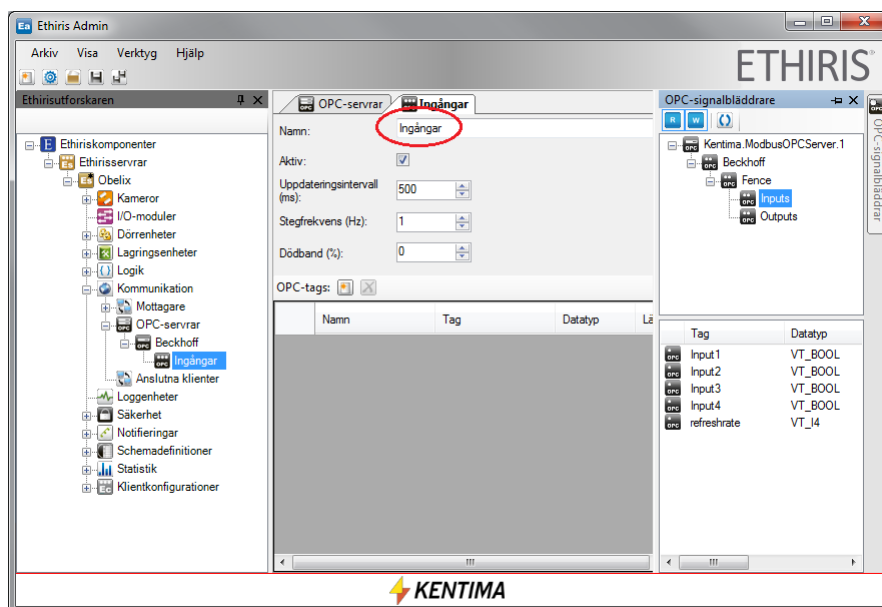 Ethiris Admin
Arkiv Visa Verktyg Hjälp
ETHIRIS
Ethirisutforskaren
Ethiriskomponenter
Ethirisservrar
Obelix
Kameror
I/O-moduler
Dörrenheter
Lagringsenheter
Logik
Kommunikation
Mottagare
OPC-servrar
Beckhoff
Ingångar
Anslutna klienter
Loggenheter
Säkerhet
Notifieringar
Schemadefinitioner
Statistik
Klientkonfigurationer
OPC-servrar Ingångar
Namn: Ingångar
Aktiv:
Uppdateringsintervall
(ms): 500
Stegfrekvens (Hz): 1
Dödband (%): 0
OPC-tags:
Namn Tag Datatyp Lä
OPC-signalbläddrare
R W
Kentima.ModbusOPCServer.1
Beckhoff
Fence
Inputs
Outputs
Tag Datatyp
Input1 VT_BOOL
Input2 VT_BOOL
Input3 VT_BOOL
Input4 VT_BOOL
refreshrate VT_I4
OPC-signalbläddrar
KENTIMA